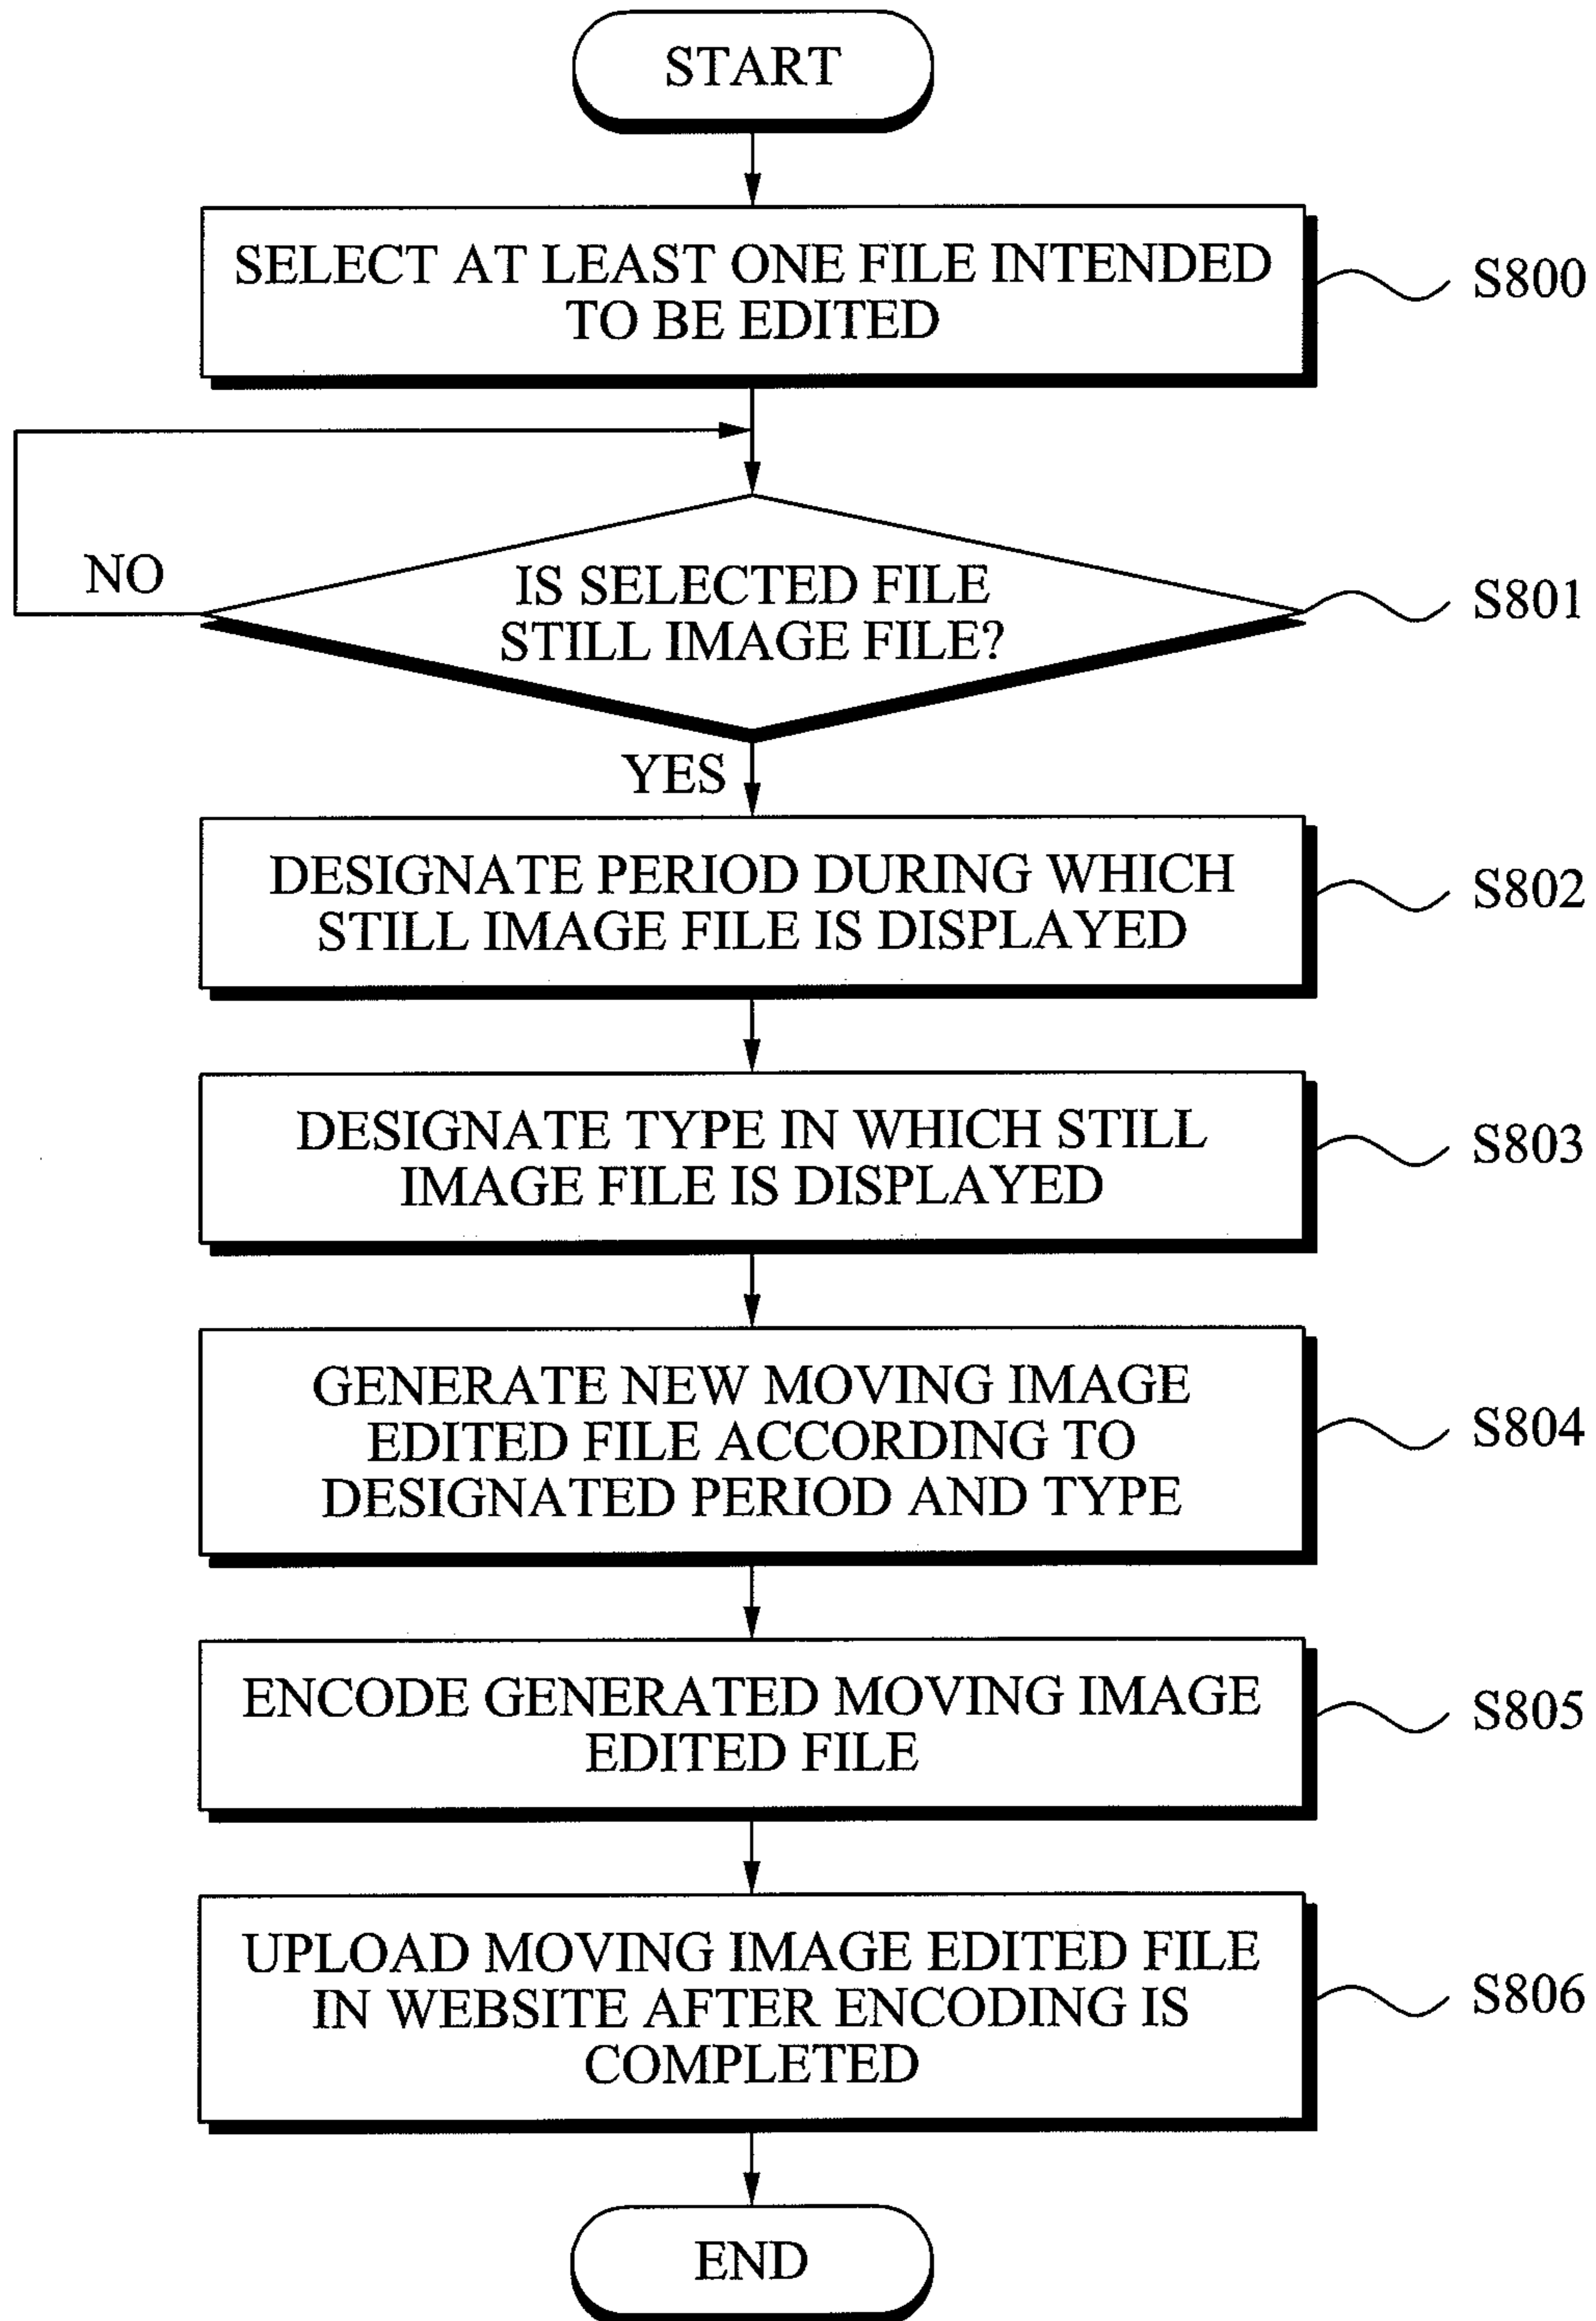 START
SELECT AT LEAST ONE FILE INTENDED
TO BE EDITED
S800
NO
IS SELECTED FILE
STILL IMAGE FILE?
S801
YES
DESIGNATE PERIOD DURING WHICH
STILL IMAGE FILE IS DISPLAYED
S802
DESIGNATE TYPE IN WHICH STILL
IMAGE FILE IS DISPLAYED
S803
GENERATE NEW MOVING IMAGE
EDITED FILE ACCORDING TO
DESIGNATED PERIOD AND TYPE
S804
ENCODE GENERATED MOVING IMAGE
EDITED FILE
S805
UPLOAD MOVING IMAGE EDITED FILE
IN WEBSITE AFTER ENCODING IS
COMPLETED
S806
END